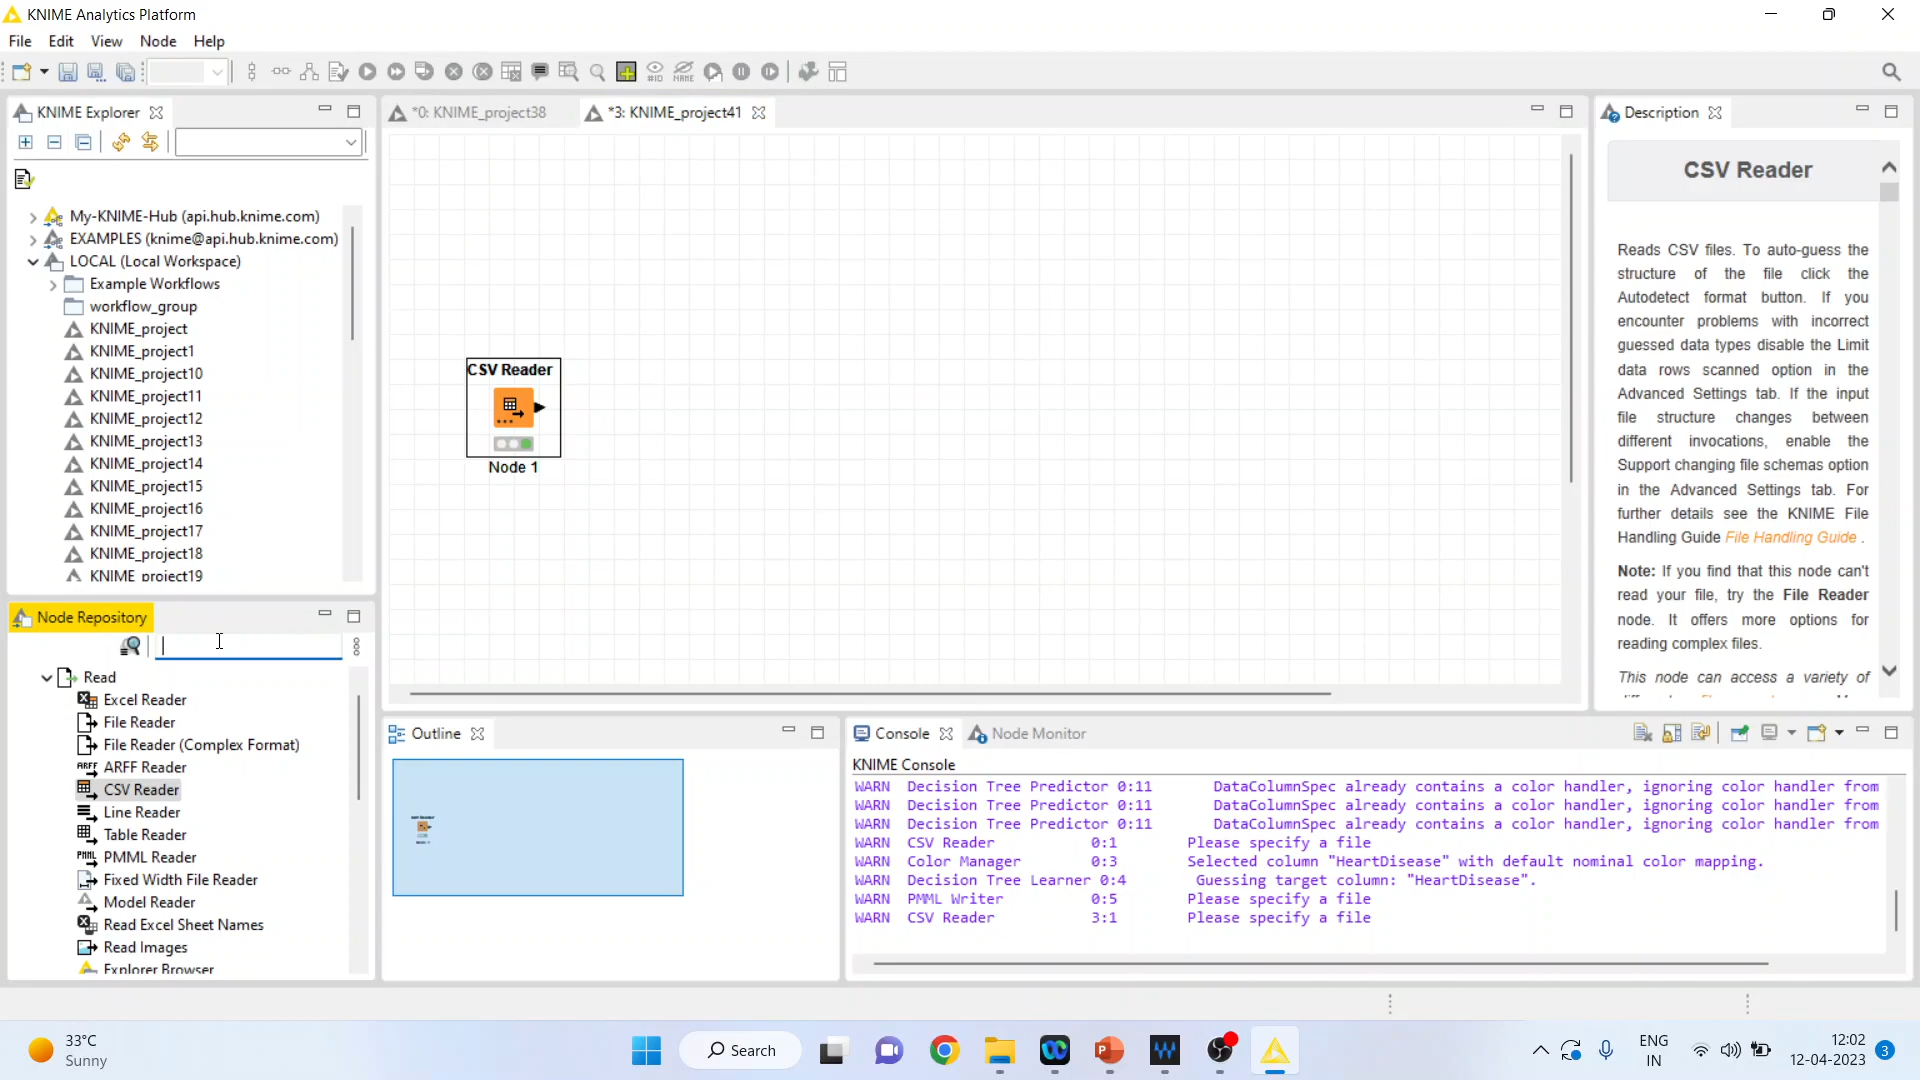 KNIME Analytics Platform
File Edit View Node Help
KNIME Explorer
My-KNIME-Hub (api.hub.knime.com)
EXAMPLES (knime@api.hub.knime.com)
LOCAL (Local Workspace)
Example Workflows
workflow_group
KNIME_project
KNIME_project1
KNIME_project10
KNIME_project11
KNIME_project12
KNIME_project13
KNIME_project14
KNIME_project15
KNIME_project16
KNIME_project17
KNIME_project18
KNIME_project19
Node Repository
Read
Excel Reader
File Reader
File Reader (Complex Format)
ARFF Reader
CSV Reader
Line Reader
Table Reader
PMML Reader
Fixed Width File Reader
Model Reader
Read Excel Sheet Names
Read Images
Explorer Browser
*0: KNIME_project38
*3: KNIME_project41
CSV Reader
Node 1
Outline
Console
Node Monitor
KNIME Console
WARN Decision Tree Predictor 0:11 DataColumnSpec already contains a color handler, ignoring color handler from
WARN Decision Tree Predictor 0:11 DataColumnSpec already contains a color handler, ignoring color handler from
WARN Decision Tree Predictor 0:11 DataColumnSpec already contains a color handler, ignoring color handler from
WARN CSV Reader 0:1 Please specify a file
WARN Color Manager 0:3 Selected column "HeartDisease" with default nominal color mapping.
WARN Decision Tree Learner 0:4 Guessing target column: "HeartDisease".
WARN PMML Writer 0:5 Please specify a file
WARN CSV Reader 3:1 Please specify a file
Description
CSV Reader
Reads CSV files. To auto-guess the
structure of the file click the
Autodetect format button. If you
encounter problems with incorrect
guessed data types disable the Limit
data rows scanned option in the
Advanced Settings tab. If the input
file structure changes between
different invocations, enable the
Support changing file schemas option
in the Advanced Settings tab. For
further details see the KNIME File
Handling Guide File Handling Guide .
Note: If you find that this node can't
read your file, try the File Reader
node. It offers more options for
reading complex files.
This node can access a variety of
33°C
Sunny
Search
ENG
IN
12:02
12-04-2023
3